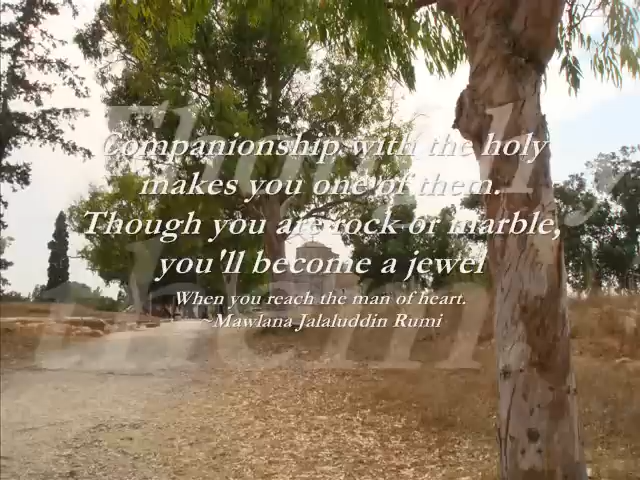 Companionship with the holy
makes you one of them.
Though you are rock or marble,
you'll become a jewel
When you reach the man of heart.
~Mawlana Jalaluddin Rumi